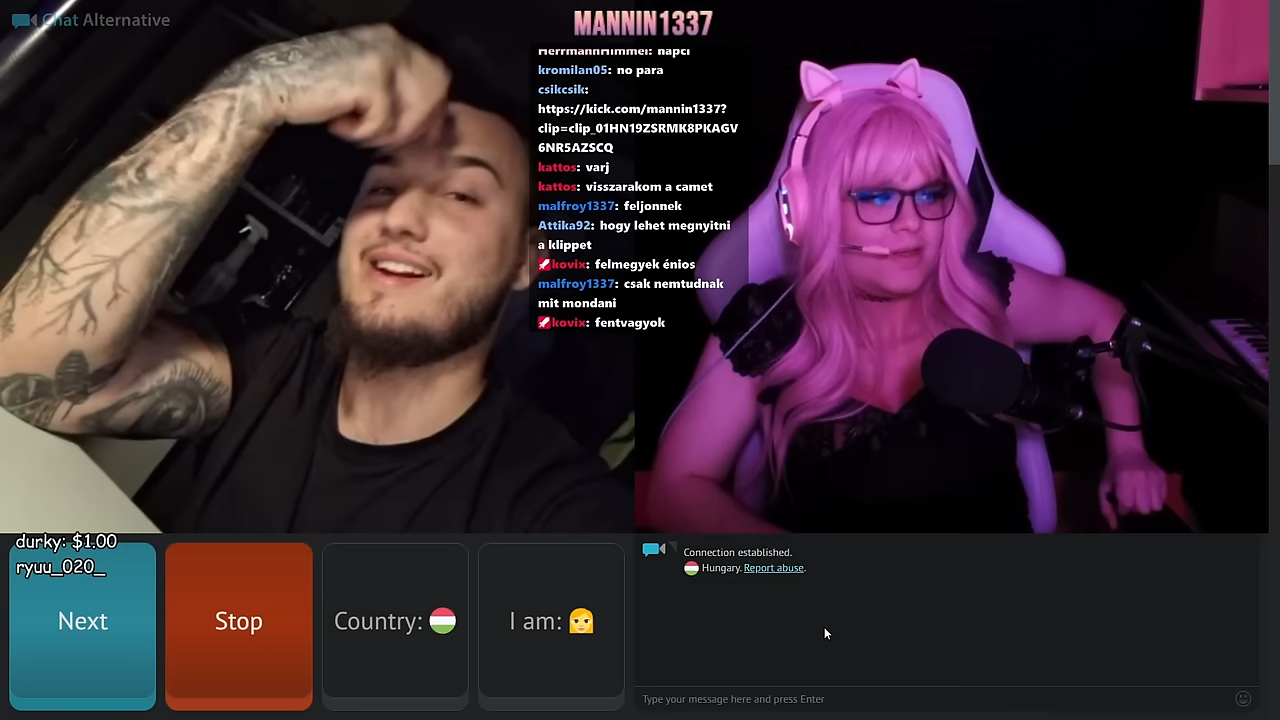 Chat Alternative
MANNIN1337
HerrmannHimmel: napci
kromilan05: no para
csikcsik:
https://kick.com/mannin1337?
clip=clip_01HN19ZSRMK8PKAGV
6NR5AZSCQ
kattos: varj
kattos: visszarakom a camet
malfroy1337: feljonnek
Attika92: hogy lehet megnyitni
a klippet
kovix: felmegyek énios
malfroy1337: csak nemtudnak
mit mondani
kovix: fentvagyok
durky: $1.00
ryuu_020_
Next
Stop
Country:
I am:
Connection established.
Hungary. Report abuse.
Type your message here and press Enter